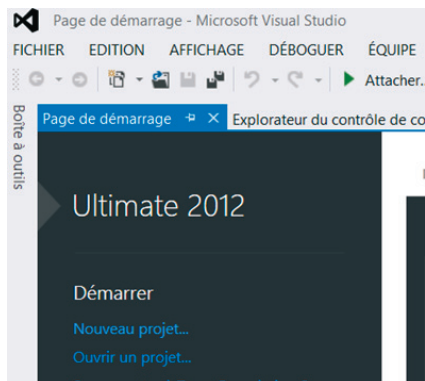 Page de démarrage - Microsoft Visual Studio
FICHIER EDITION AFFICHAGE DÉBOGUER ÉQUIPE
Attacher...
Boîte à outils
Page de démarrage Explorateur du contrôle de co
Ultimate 2012
Démarrer
Nouveau projet...
Ouvrir un projet...